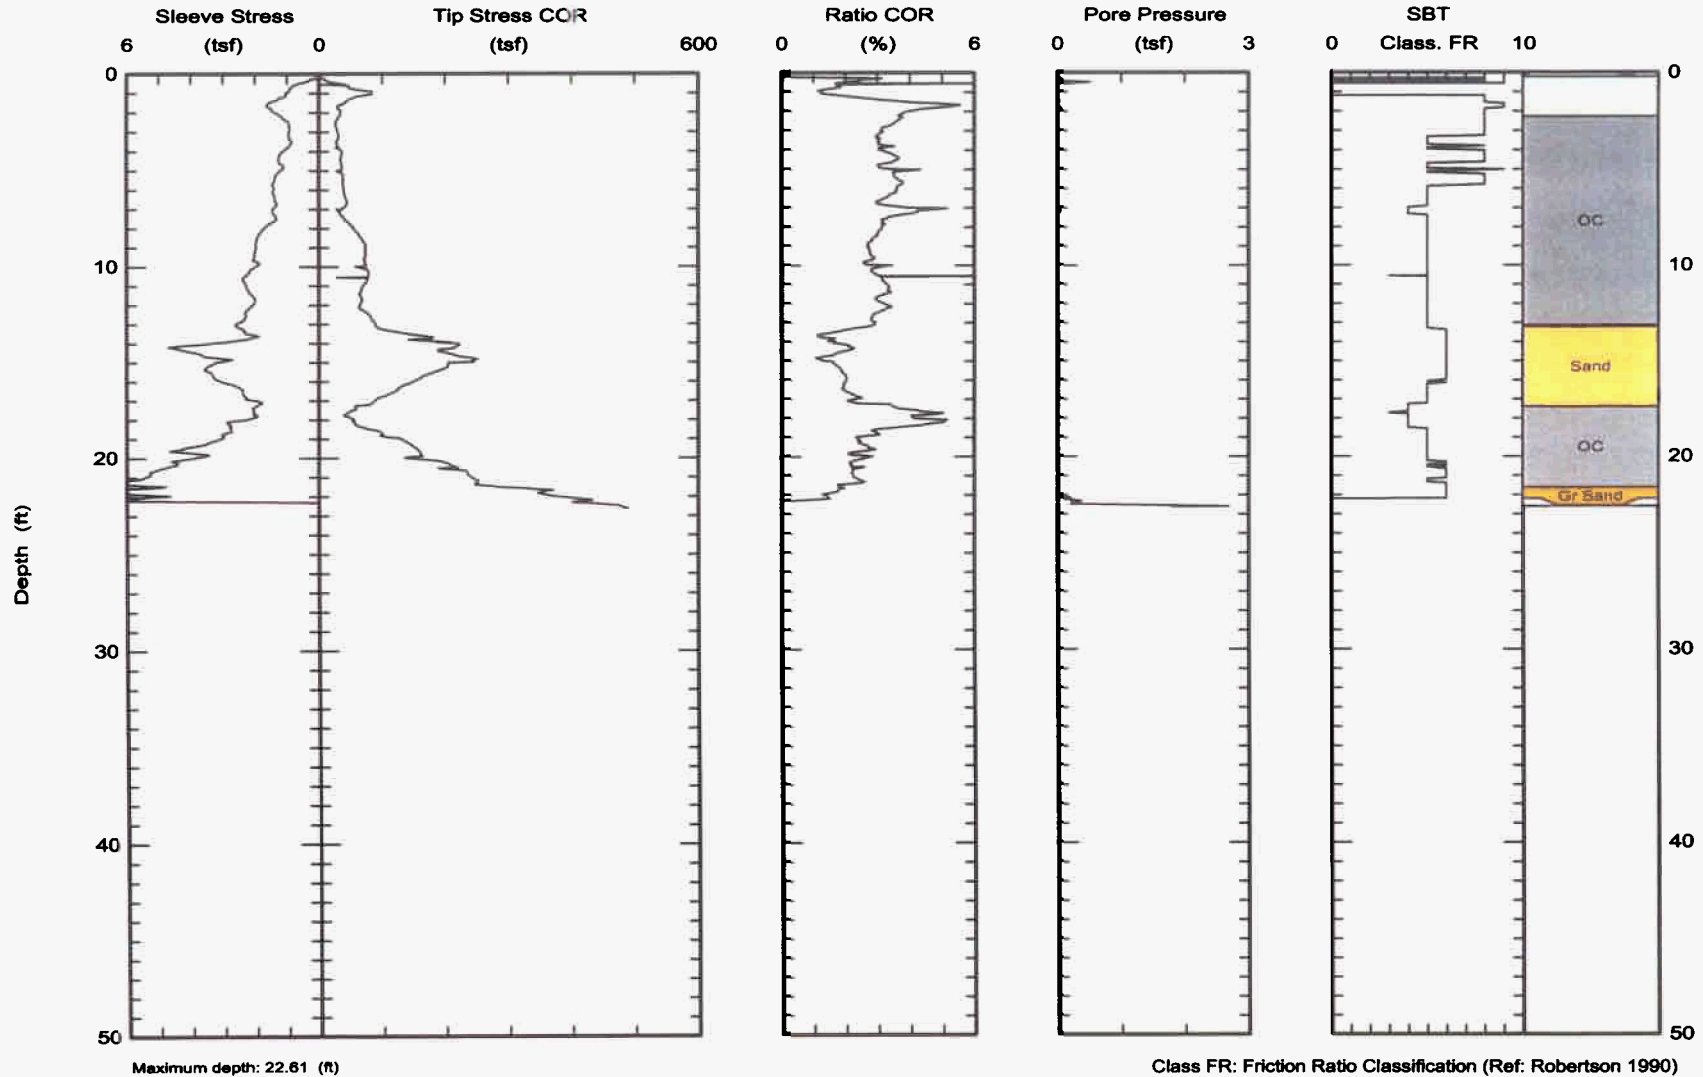 Sleeve Stress Tip Stress COR Ratio COR Pore Pressure SBT
6 (tsf) 0 (tsf) 600 0 (%) 6 0 (tsf) 3 0 Class. FR 10
0 0
OC
10 10
Sand
OC
20 20
Gr Sand
Depth (ft)
30 30
40 40
50 50
Maximum depth: 22.61 (ft) Class FR: Friction Ratio Classification (Ref: Robertson 1990)